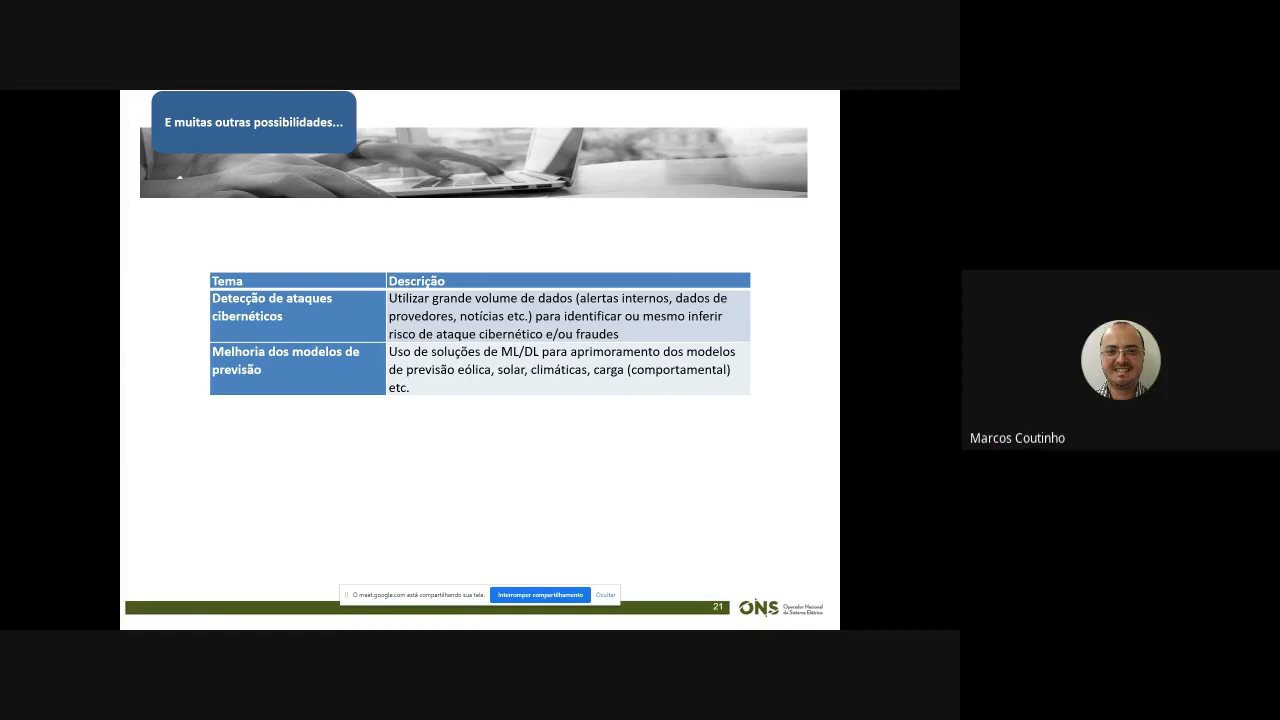 E muitas outras possibilidades...
Tema
Descrição
Detecção de ataques
cibernéticos
Utilizar grande volume de dados (alertas internos, dados de
provedores, notícias etc.) para identificar ou mesmo inferir
risco de ataque cibernético e/ou fraudes
Melhoria dos modelos de
previsão
Uso de soluções de ML/DL para aprimoramento dos modelos
de previsão eólica, solar, climáticas, carga (comportamental)
etc.
Marcos Coutinho
O meet.google.com está compartilhando sua tela.
Interromper compartilhamento
Ocultar
21
ONS
Operador Nacional
do Sistema Elétrico